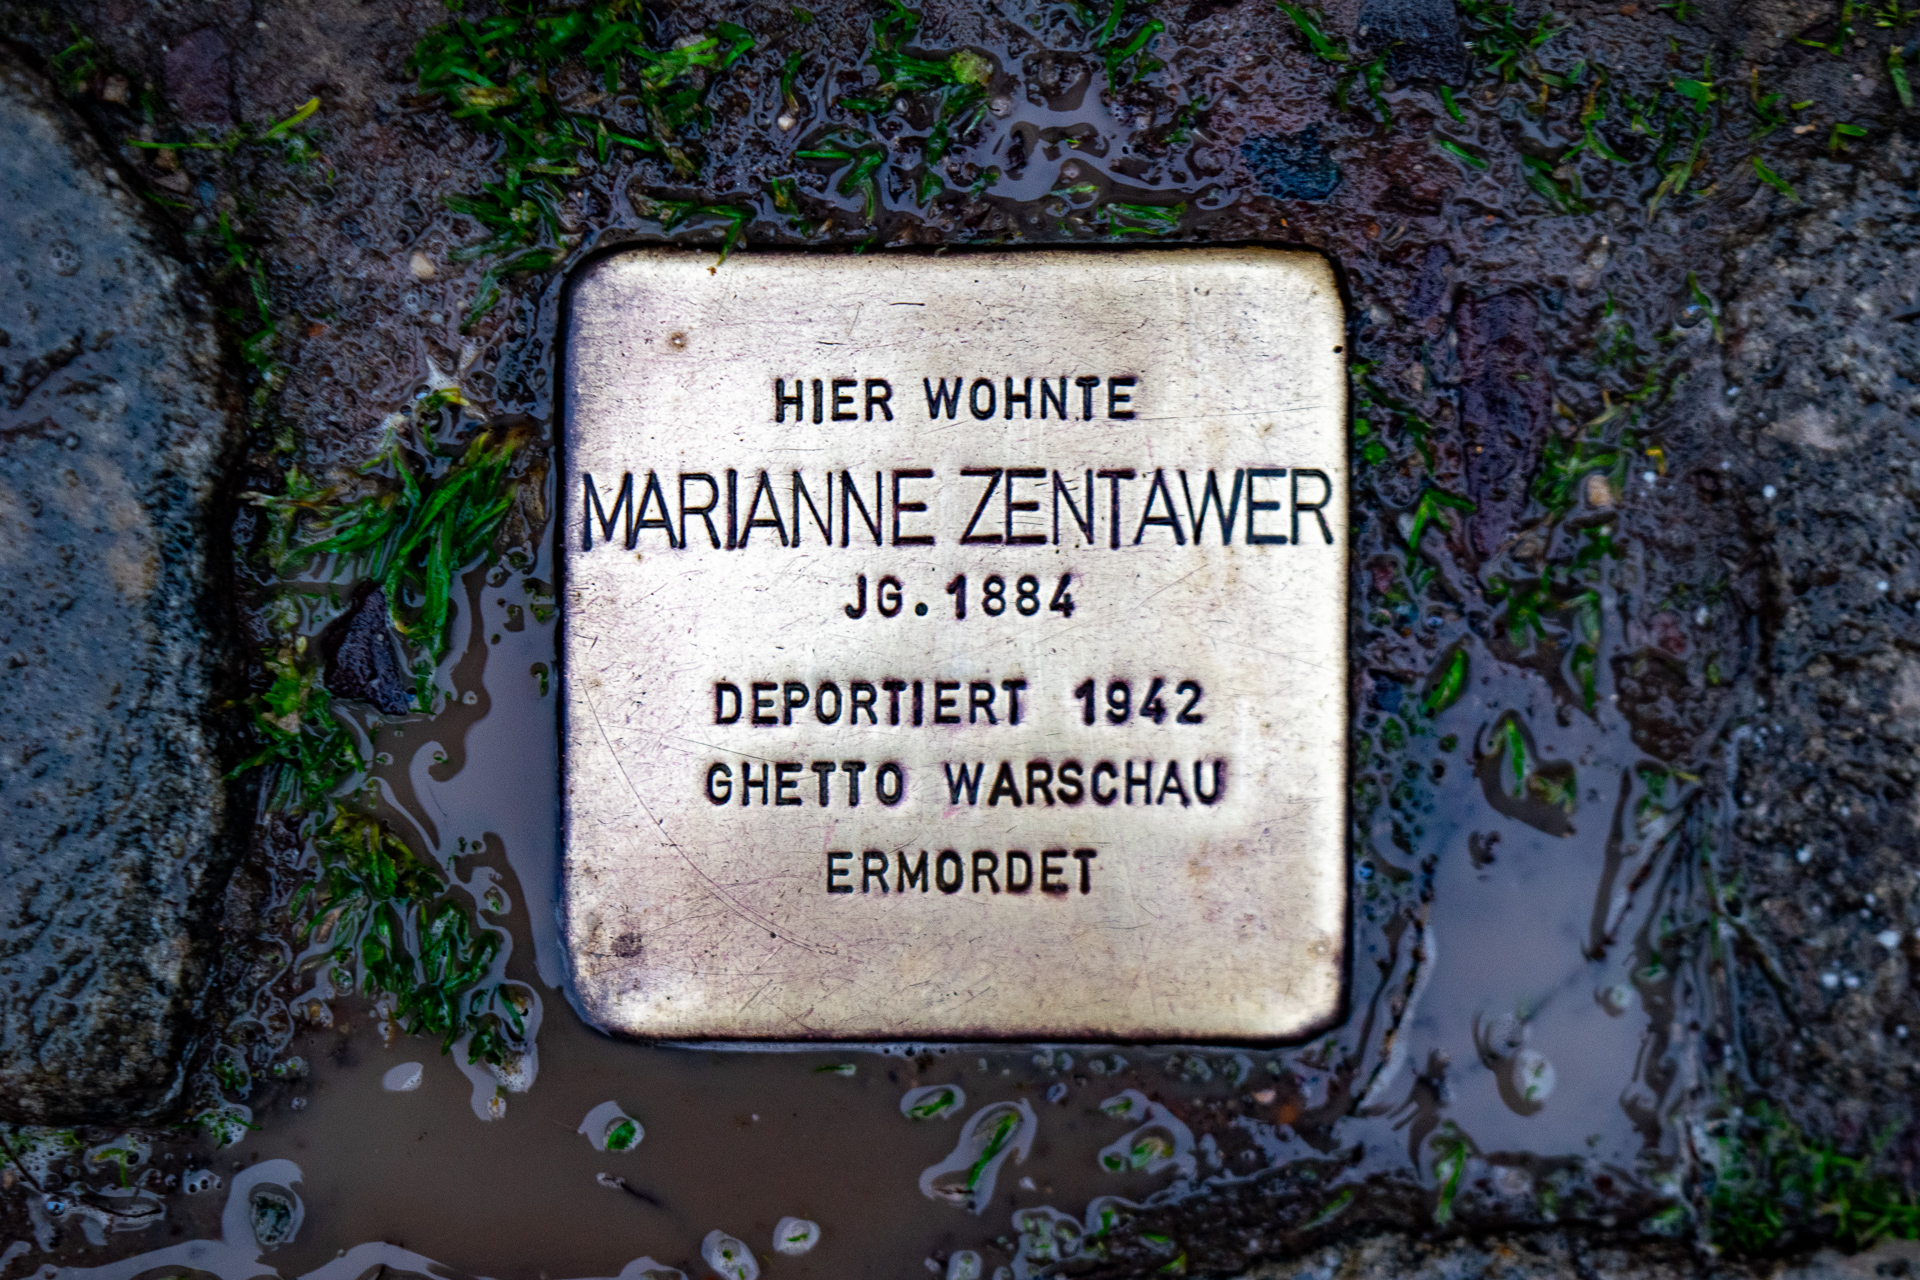 HIER WOHNTE
MARIANNE ZENTAWER
JG. 1884
DEPORTIERT 1942
GHETTO WARSCHAU
ERMORDET